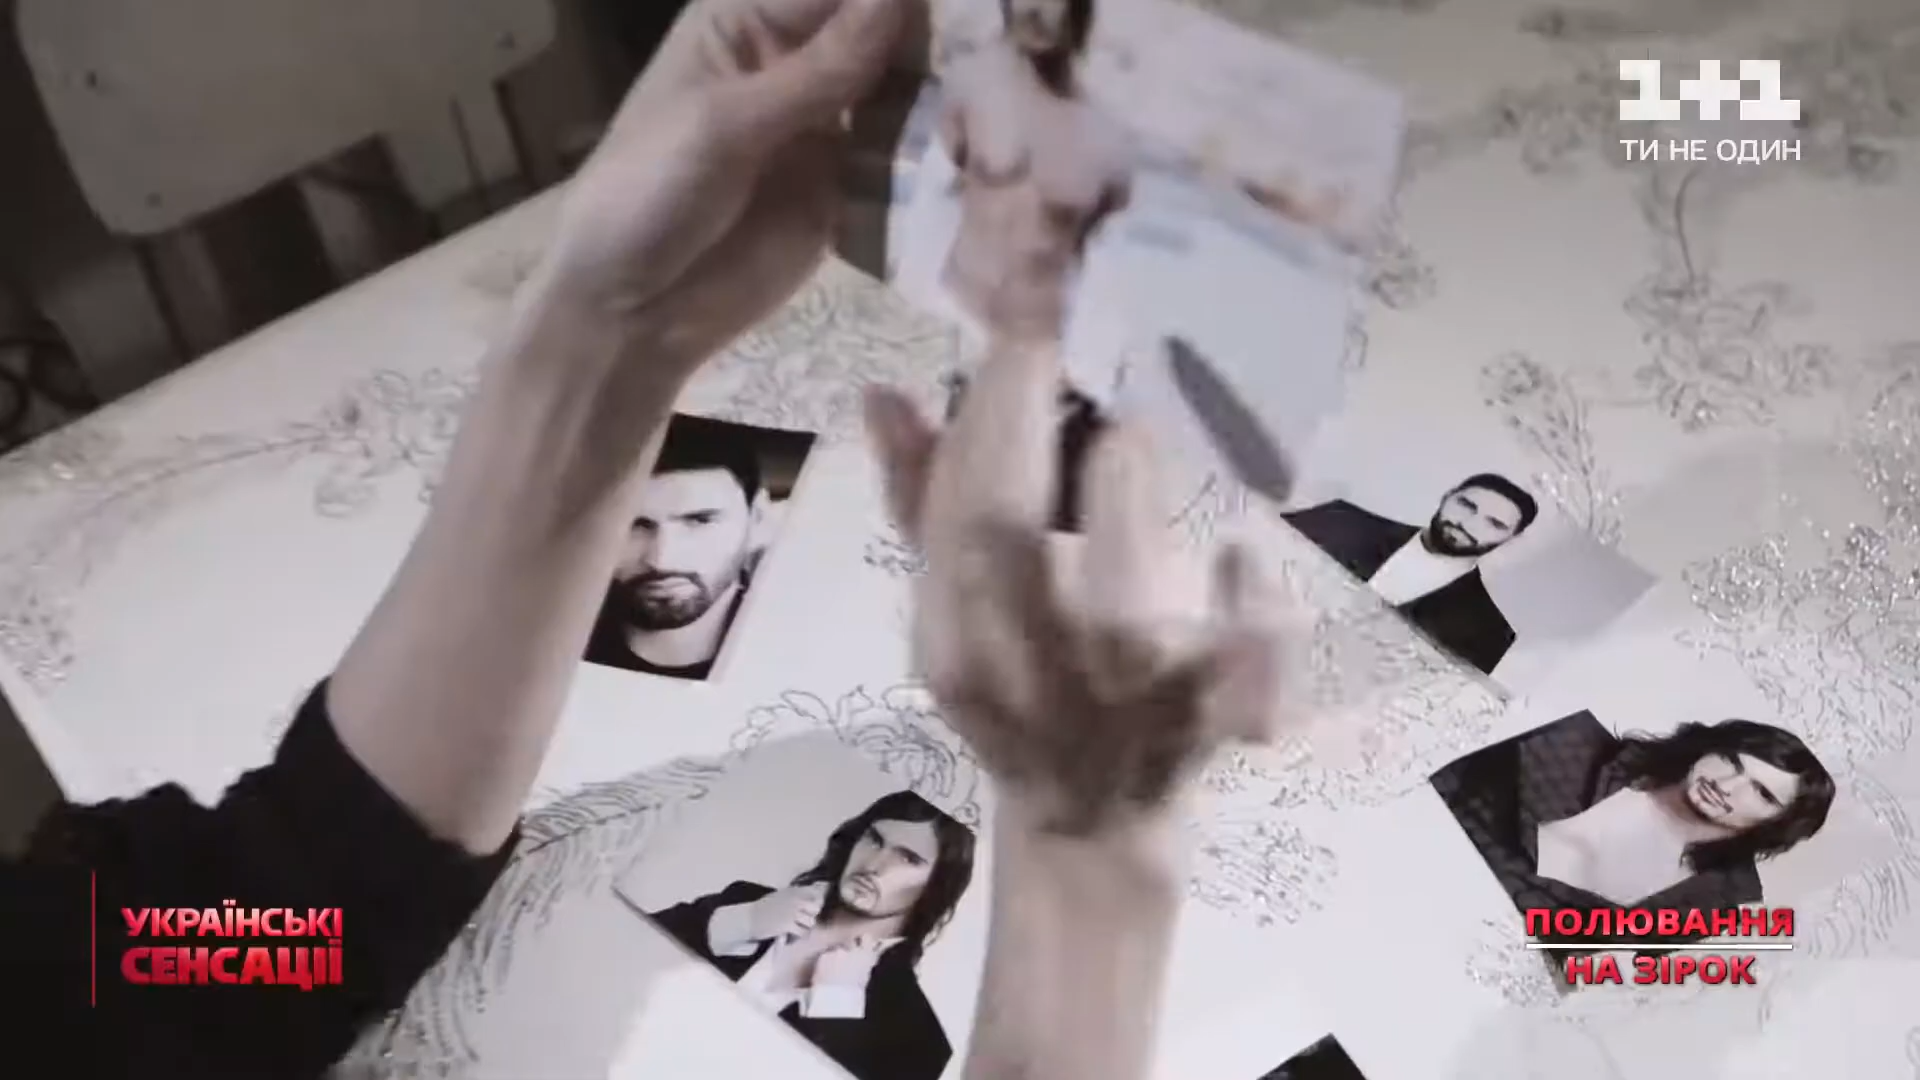 1+1
ТИ НЕ ОДИН
УКРАЇНСЬКІ
СЕНСАЦІЇ
ПОЛЮВАННЯ
НА ЗІРОК